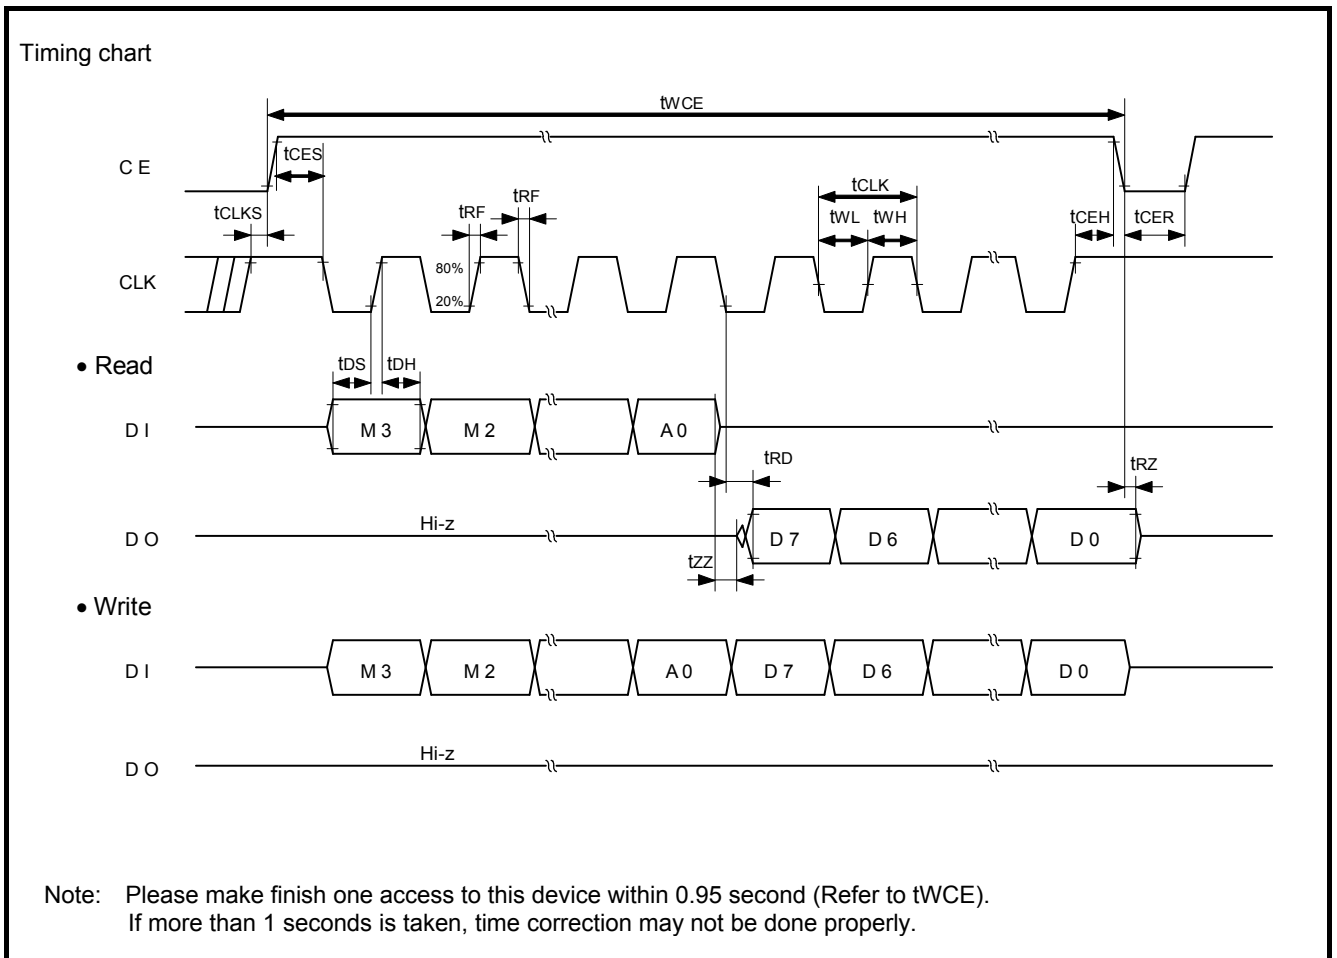 Timing chart
tWCE
CE
tCES
tCLKS
tRF
tRF
tCLK
tWL
tWH
tCEH
tCER
CLK
80%
20%
• Read
tDS
tDH
DI
M3
M2
A0
tRD
tRZ
DO
Hi-z
D7
D6
D0
tZZ
• Write
DI
M3
M2
A0
D7
D6
D0
DO
Hi-z
Note: Please make finish one access to this device within 0.95 second (Refer to tWCE).
If more than 1 seconds is taken, time correction may not be done properly.